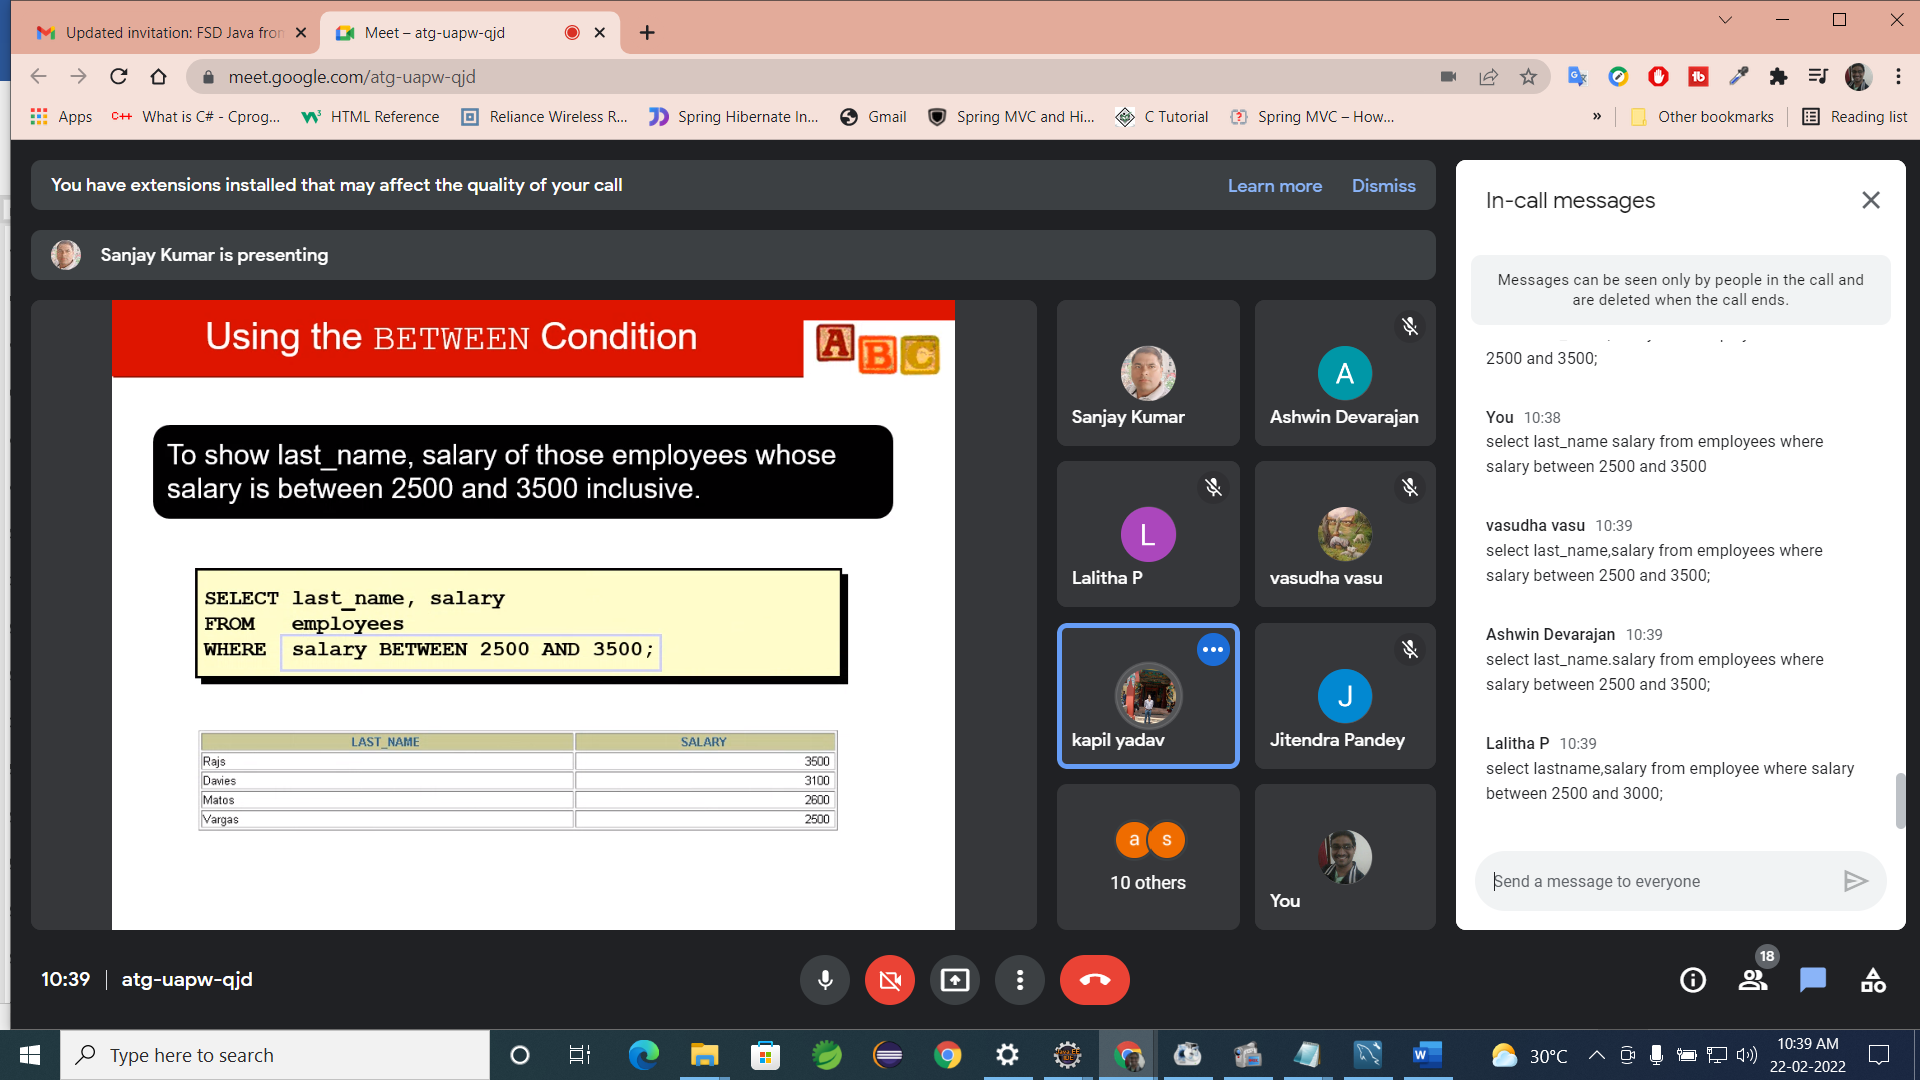 Updated invitation: FSD Java fron
Meet – atg-uapw-qjd
meet.google.com/atg-uapw-qjd
Apps
C++ What is C# - Cprog...
HTML Reference
Reliance Wireless R...
Spring Hibernate In...
Gmail
Spring MVC and Hi...
C Tutorial
Spring MVC – How...
»
Other bookmarks
Reading list
You have extensions installed that may affect the quality of your call
Learn more
Dismiss
Sanjay Kumar is presenting
Using the BETWEEN Condition
A B C
To show last_name, salary of those employees whose
salary is between 2500 and 3500 inclusive.
SELECT last_name, salary
FROM employees
WHERE salary BETWEEN 2500 AND 3500;
LAST_NAME SALARY
Rajs 3500
Davies 3100
Matos 2600
Vargas 2500
Sanjay Kumar
A
Ashwin Devarajan
L
Lalitha P
vasudha vasu
kapil yadav
J
Jitendra Pandey
a s
10 others
You
In-call messages
Messages can be seen only by people in the call and
are deleted when the call ends.
2500 and 3500;
You 10:38
select last_name salary from employees where
salary between 2500 and 3500
vasudha vasu 10:39
select last_name,salary from employees where
salary between 2500 and 3500;
Ashwin Devarajan 10:39
select last_name.salary from employees where
salary between 2500 and 3500;
Lalitha P 10:39
select lastname,salary from employee where salary
between 2500 and 3000;
Send a message to everyone
10:39 | atg-uapw-qjd
18
Type here to search
30°C
10:39 AM
22-02-2022